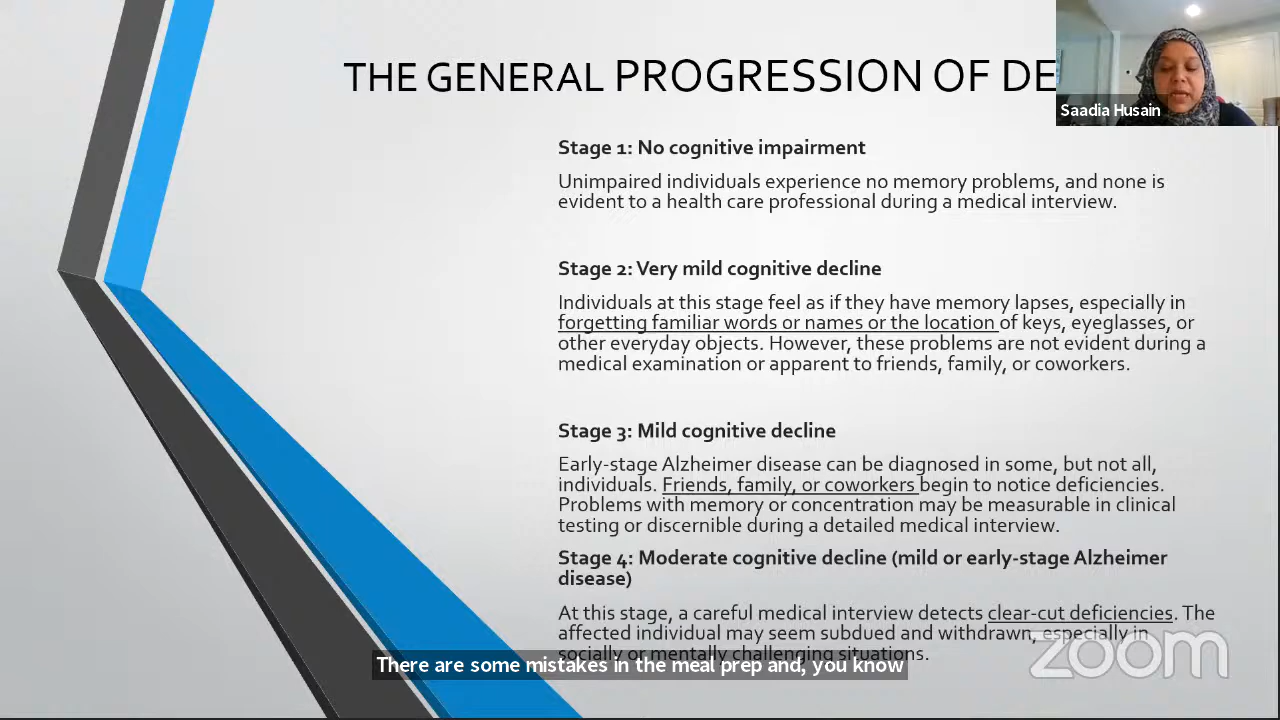 THE GENERAL PROGRESSION OF DE
Saadia Husain
Stage 1: No cognitive impairment
Unimpaired individuals experience no memory problems, and none is
evident to a health care professional during a medical interview.
Stage 2: Very mild cognitive decline
Individuals at this stage feel as if they have memory lapses, especially in
forgetting familiar words or names or the location of keys, eyeglasses, or
other everyday objects. However, these problems are not evident during a
medical examination or apparent to friends, family, or coworkers.
Stage 3: Mild cognitive decline
Early-stage Alzheimer disease can be diagnosed in some, but not all,
individuals. Friends, family, or coworkers begin to notice deficiencies.
Problems with memory or concentration may be measurable in clinical
testing or discernible during a detailed medical interview.
Stage 4: Moderate cognitive decline (mild or early-stage Alzheimer
disease)
At this stage, a careful medical interview detects clear-cut deficiencies. The
affected individual may seem subdued and withdrawn, especially in
socially or mentally challenging situations.
There are some mistakes in the meal prep and, you know
zoom